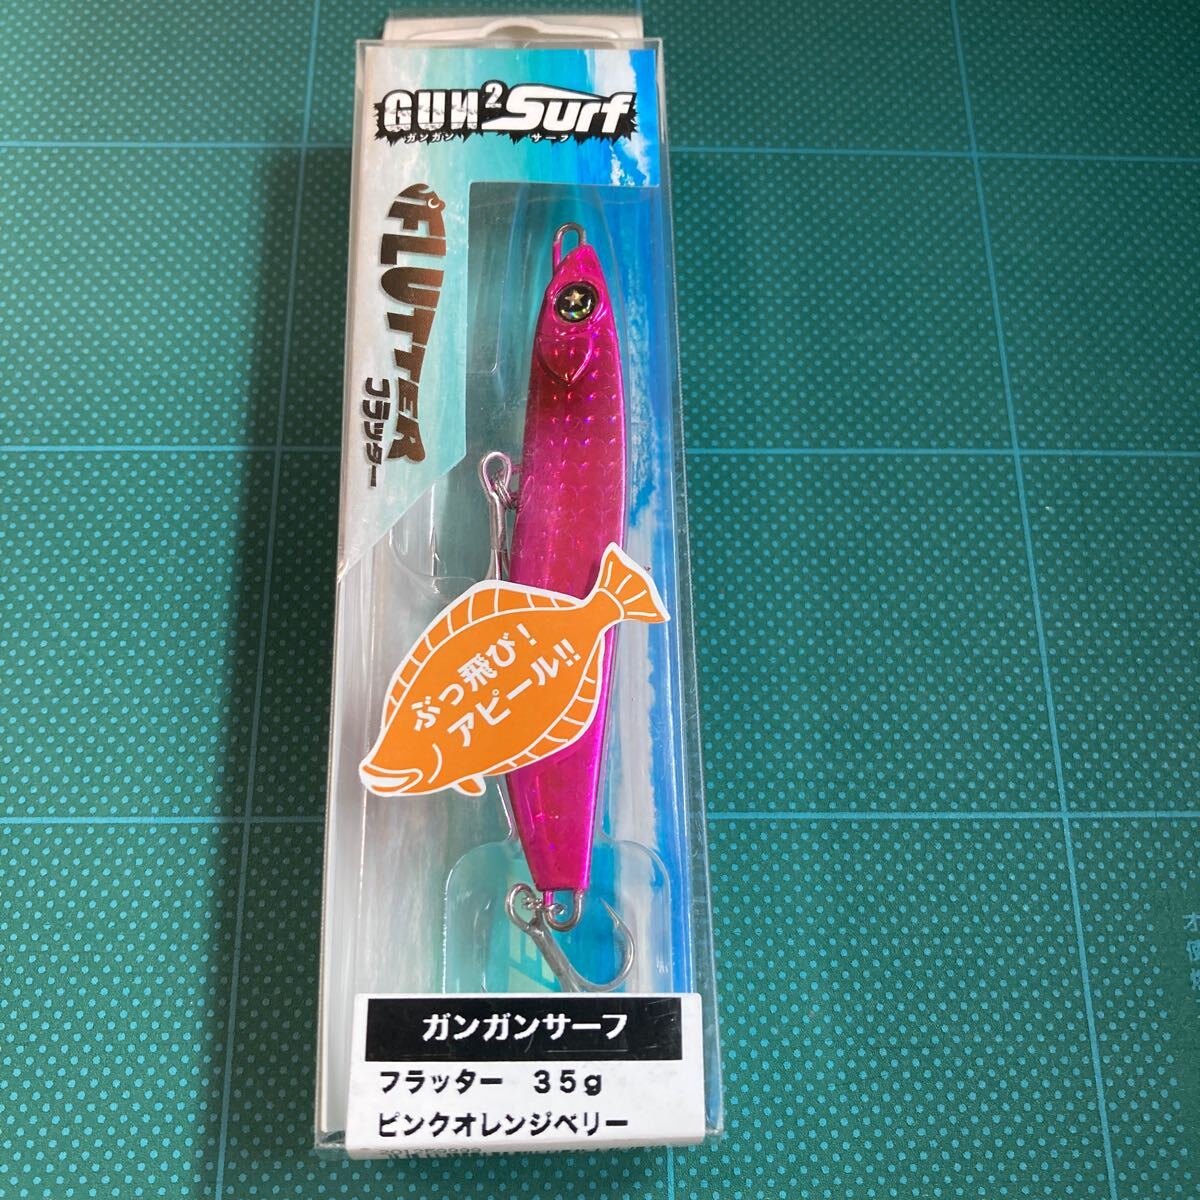 GUN²Surf
ガンガン サーフ
FLUTTER
フラッター
ぶっ飛び!
アピール!!
ガンガンサーフ
フラッター 35g
ピンクオレンジベリー